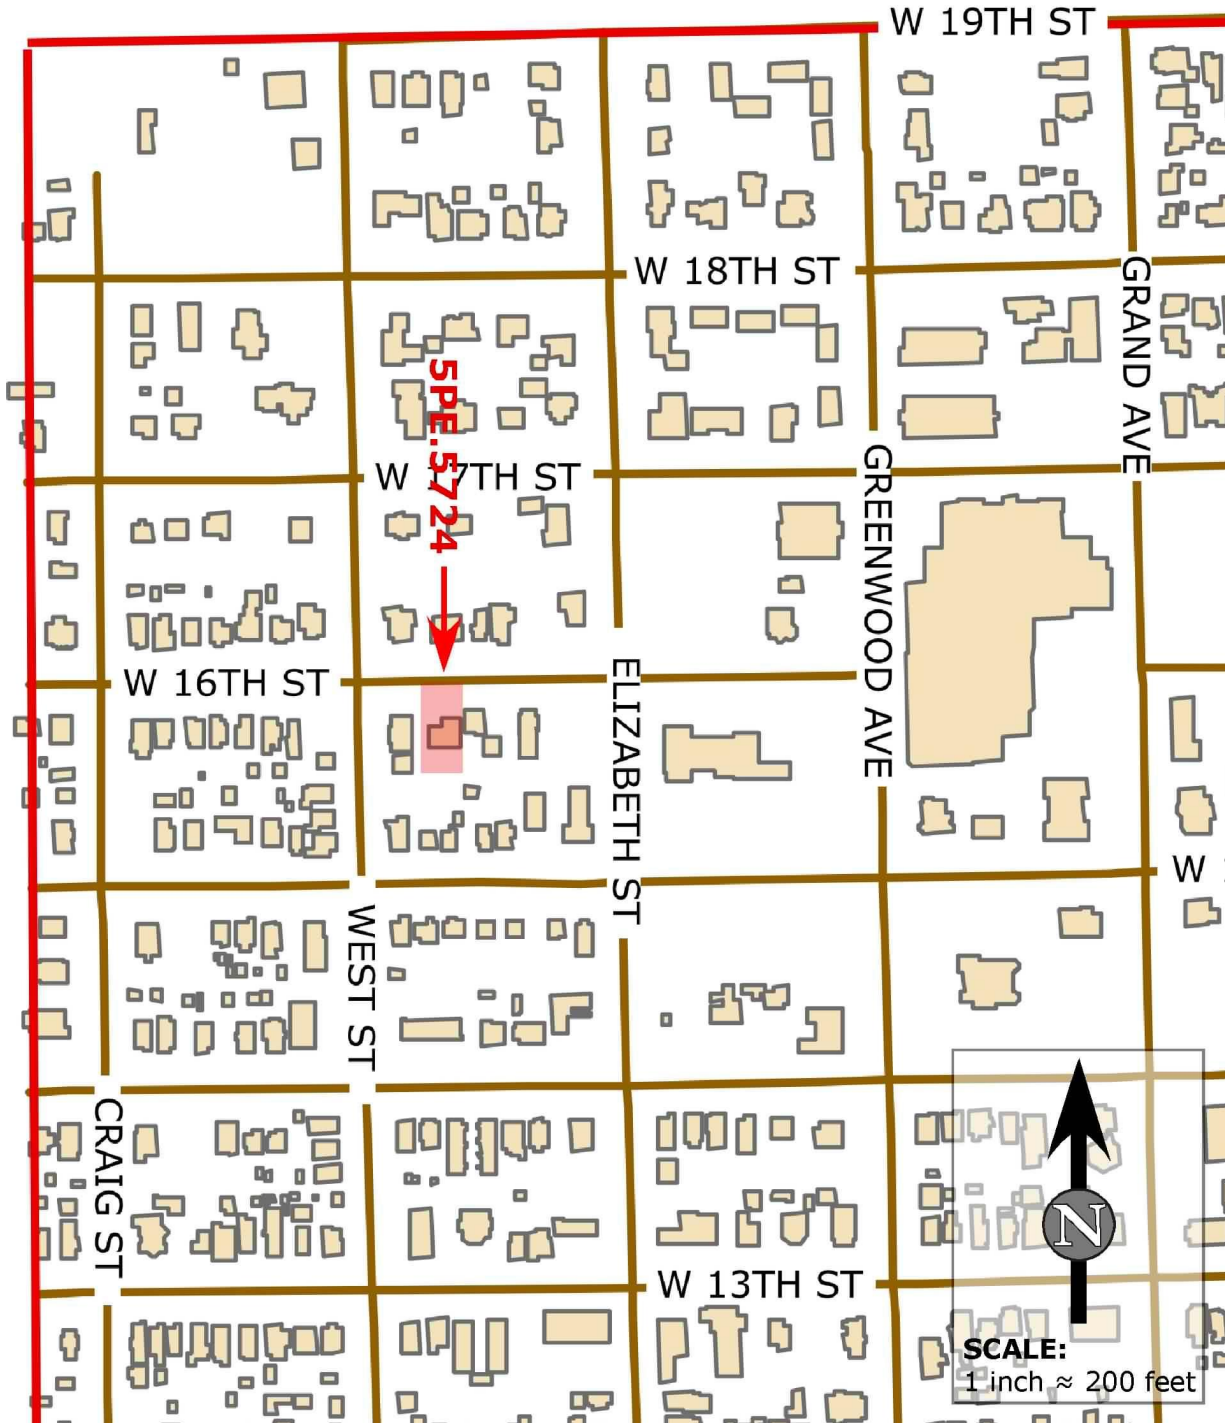 W 19TH ST
W 18TH ST
GRAND AVE
5PE.5724
W 17TH ST
GREENWOOD AVE
W 16TH ST
ELIZABETH ST
W
WEST ST
CRAIG ST
N
W 13TH ST
SCALE:
1 inch ≈ 200 feet